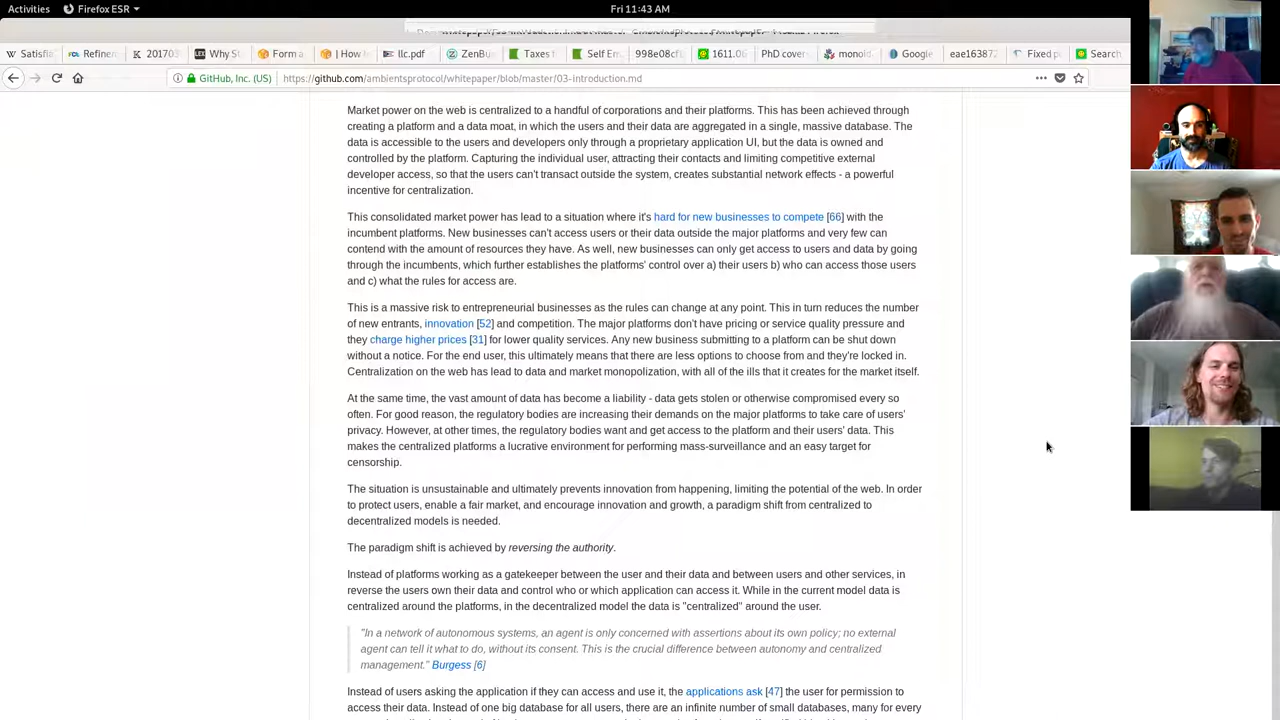 Activities Firefox ESR Fri 11:43 AM
Satisfia Refinem 201703 Why St Form a How t llc.pdf ZenBus Taxes f Self Em 998e08cfb 1611.06 PhD cover monold Google eae163872 Fixed p Search
GitHub, Inc. (US) https://github.com/ambientsprotocol/whitepaper/blob/master/03-introduction.md
Market power on the web is centralized to a handful of corporations and their platforms. This has been achieved through
creating a platform and a data moat, in which the users and their data are aggregated in a single, massive database. The
data is accessible to the users and developers only through a proprietary application UI, but the data is owned and
controlled by the platform. Capturing the individual user, attracting their contacts and limiting competitive external
developer access, so that the users can't transact outside the system, creates substantial network effects - a powerful
incentive for centralization.
This consolidated market power has lead to a situation where it's hard for new businesses to compete [66] with the
incumbent platforms. New businesses can't access users or their data outside the major platforms and very few can
contend with the amount of resources they have. As well, new businesses can only get access to users and data by going
through the incumbents, which further establishes the platforms' control over a) their users b) who can access those users
and c) what the rules for access are.
This is a massive risk to entrepreneurial businesses as the rules can change at any point. This in turn reduces the number
of new entrants, innovation [52] and competition. The major platforms don't have pricing or service quality pressure and
they charge higher prices [31] for lower quality services. Any new business submitting to a platform can be shut down
without a notice. For the end user, this ultimately means that there are less options to choose from and they're locked in.
Centralization on the web has lead to data and market monopolization, with all of the ills that it creates for the market itself.
At the same time, the vast amount of data has become a liability - data gets stolen or otherwise compromised every so
often. For good reason, the regulatory bodies are increasing their demands on the major platforms to take care of users'
privacy. However, at other times, the regulatory bodies want and get access to the platform and their users' data. This
makes the centralized platforms a lucrative environment for performing mass-surveillance and an easy target for
censorship.
The situation is unsustainable and ultimately prevents innovation from happening, limiting the potential of the web. In order
to protect users, enable a fair market, and encourage innovation and growth, a paradigm shift from centralized to
decentralized models is needed.
The paradigm shift is achieved by reversing the authority.
Instead of platforms working as a gatekeeper between the user and their data and between users and other services, in
reverse the users own their data and control who or which application can access it. While in the current model data is
centralized around the platforms, in the decentralized model the data is "centralized" around the user.
"In a network of autonomous systems, an agent is only concerned with assertions about its own policy; no external
agent can tell it what to do, without its consent. This is the crucial difference between autonomy and centralized
management." Burgess [6]
Instead of users asking the application if they can access and use it, the applications ask [47] the user for permission to
access their data. Instead of one big database for all users, there are an infinite number of small databases, many for every